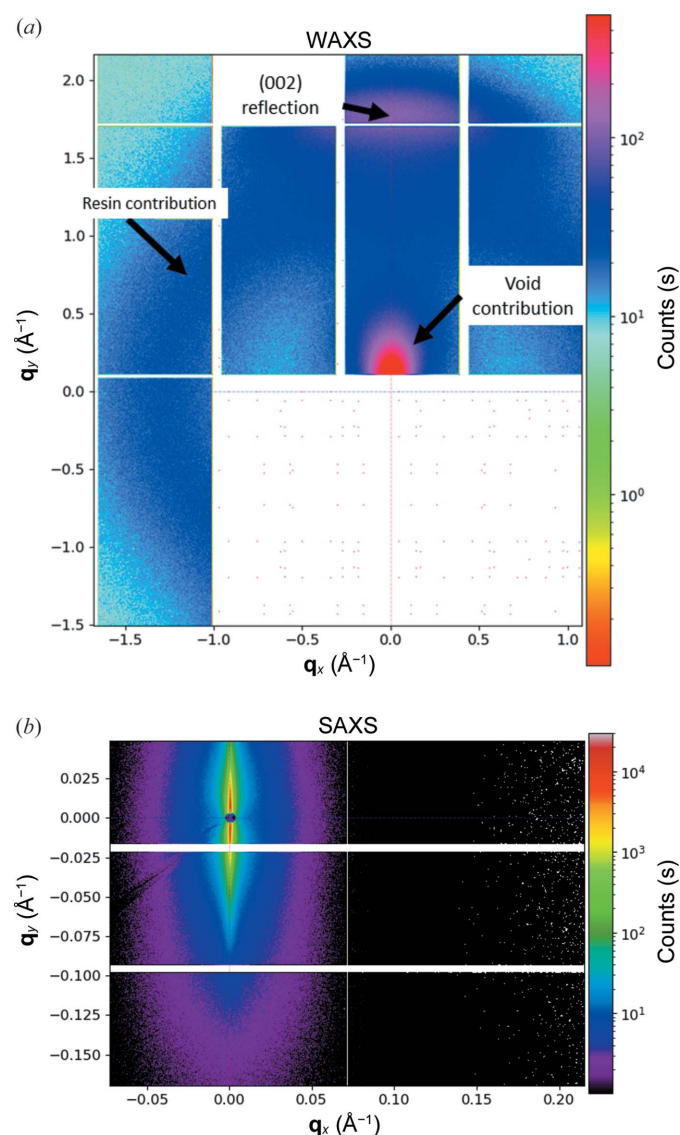 (a)
WAXS
(002)
reflection
Resin contribution
Void
contribution
2.0
1.5
1.0
0.5
0.0
−0.5
−1.0
−1.5
qy (Å−1)
−1.5
−1.0
−0.5
0.0
0.5
1.0
qx (Å−1)
10²
10¹
10⁰
Counts (s)
(b)
SAXS
0.025
0.000
−0.025
−0.050
−0.075
−0.100
−0.125
−0.150
qy (Å−1)
−0.05
0.00
0.05
0.10
0.15
0.20
qx (Å−1)
10⁴
10³
10²
10¹
Counts (s)